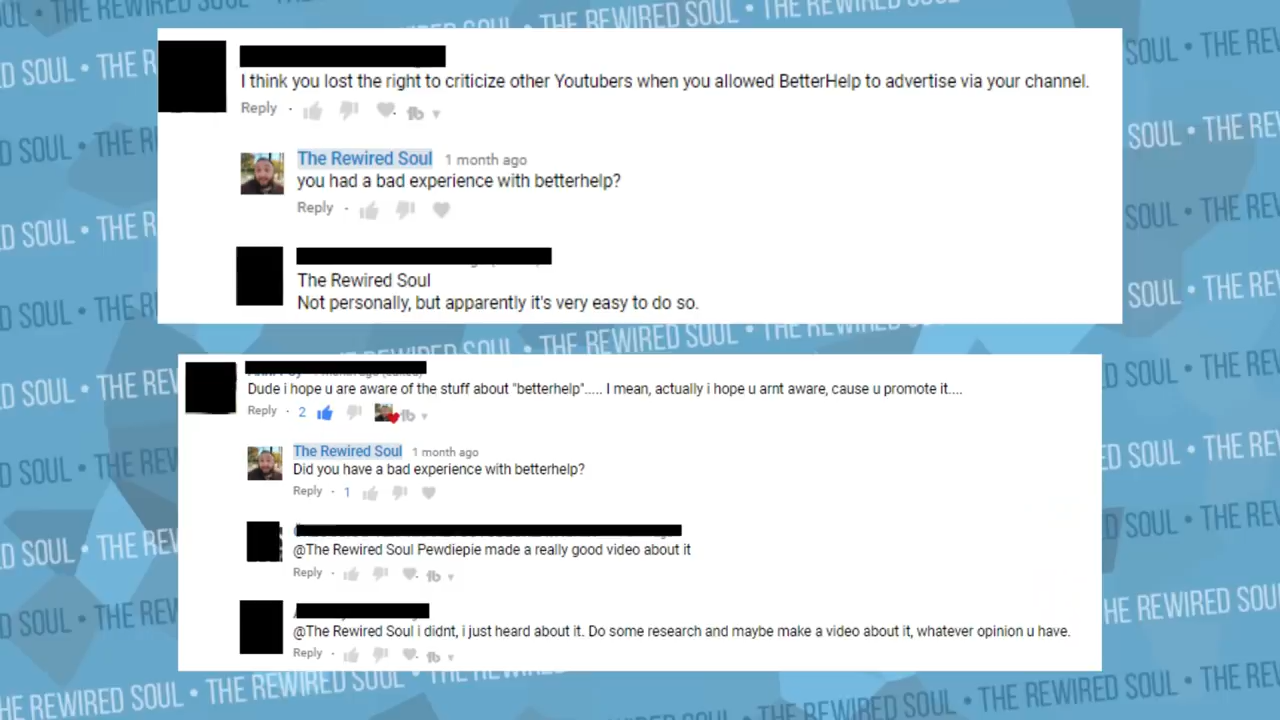 I think you lost the right to criticize other Youtubers when you allowed BetterHelp to advertise via your channel.
Reply
The Rewired Soul 1 month ago
you had a bad experience with betterhelp?
Reply
The Rewired Soul
Not personally, but apparently it's very easy to do so.
Dude i hope u are aware of the stuff about "betterhelp"..... I mean, actually i hope u arnt aware, cause u promote it....
Reply · 2
The Rewired Soul 1 month ago
Did you have a bad experience with betterhelp?
Reply · 1
@The Rewired Soul Pewdiepie made a really good video about it
Reply
@The Rewired Soul i didnt, i just heard about it. Do some research and maybe make a video about it, whatever opinion u have.
Reply
THE REWIRED SOUL • THE REWIRED SOUL